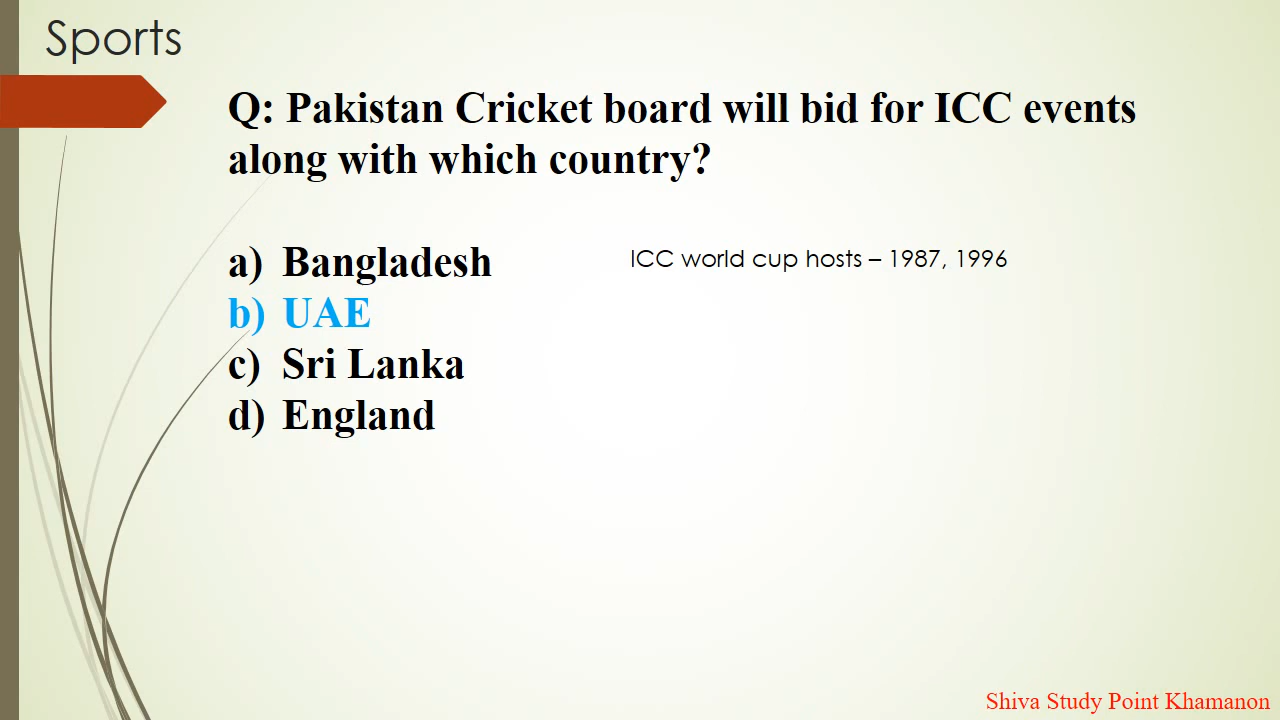 Sports
Q: Pakistan Cricket board will bid for ICC events
along with which country?
a) Bangladesh
ICC world cup hosts – 1987, 1996
b) UAE
c) Sri Lanka
d) England
Shiva Study Point Khamanon